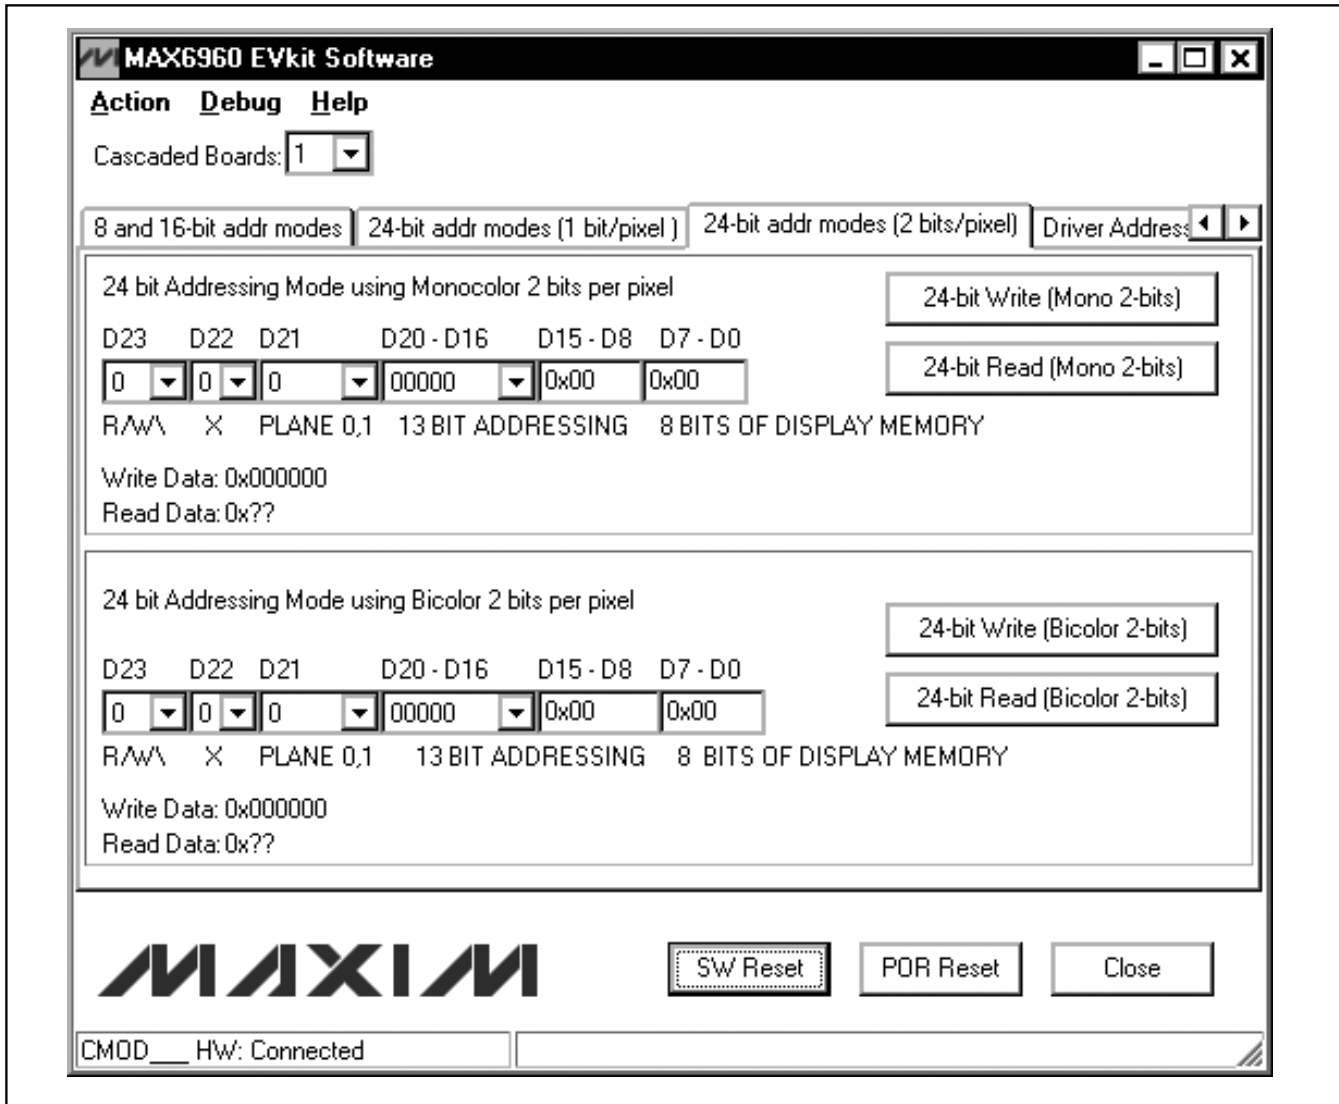 MAX6960 EVkit Software
Action Debug Help
Cascaded Boards: 1
8 and 16-bit addr modes 24-bit addr modes (1 bit/pixel ) 24-bit addr modes (2 bits/pixel) Driver Address
24 bit Addressing Mode using Monocolor 2 bits per pixel
24-bit Write (Mono 2-bits)
D23 D22 D21 D20 - D16 D15 - D8 D7 - D0
24-bit Read (Mono 2-bits)
0 0 0 00000 0x00 0x00
R/W\ X PLANE 0,1 13 BIT ADDRESSING 8 BITS OF DISPLAY MEMORY
Write Data: 0x000000
Read Data: 0x??
24 bit Addressing Mode using Bicolor 2 bits per pixel
24-bit Write (Bicolor 2-bits)
D23 D22 D21 D20 - D16 D15 - D8 D7 - D0
24-bit Read (Bicolor 2-bits)
0 0 0 00000 0x00 0x00
R/W\ X PLANE 0,1 13 BIT ADDRESSING 8 BITS OF DISPLAY MEMORY
Write Data: 0x000000
Read Data: 0x??
MAXIM SW Reset POR Reset Close
CMOD___ HW: Connected